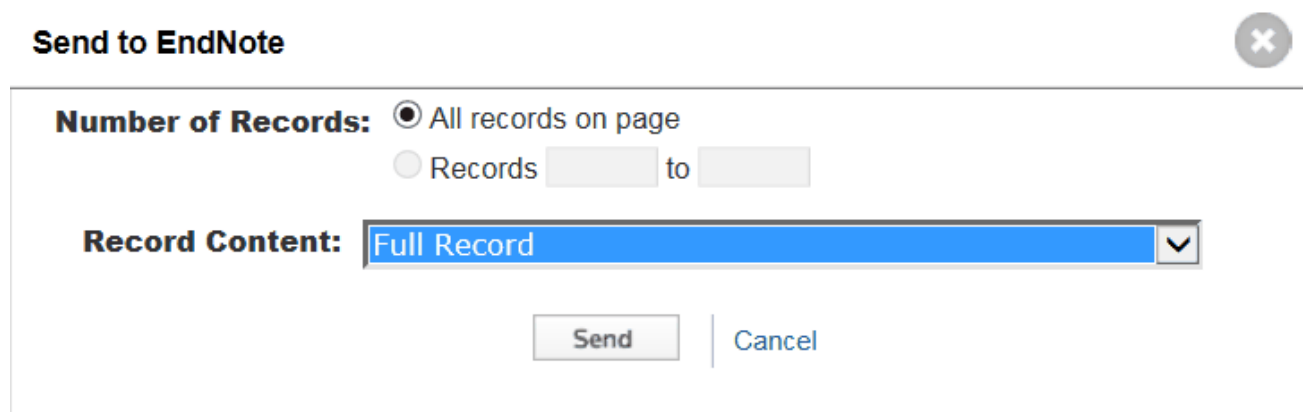 Send to EndNote
Number of Records: All records on page
Records to
Record Content: Full Record
Send Cancel